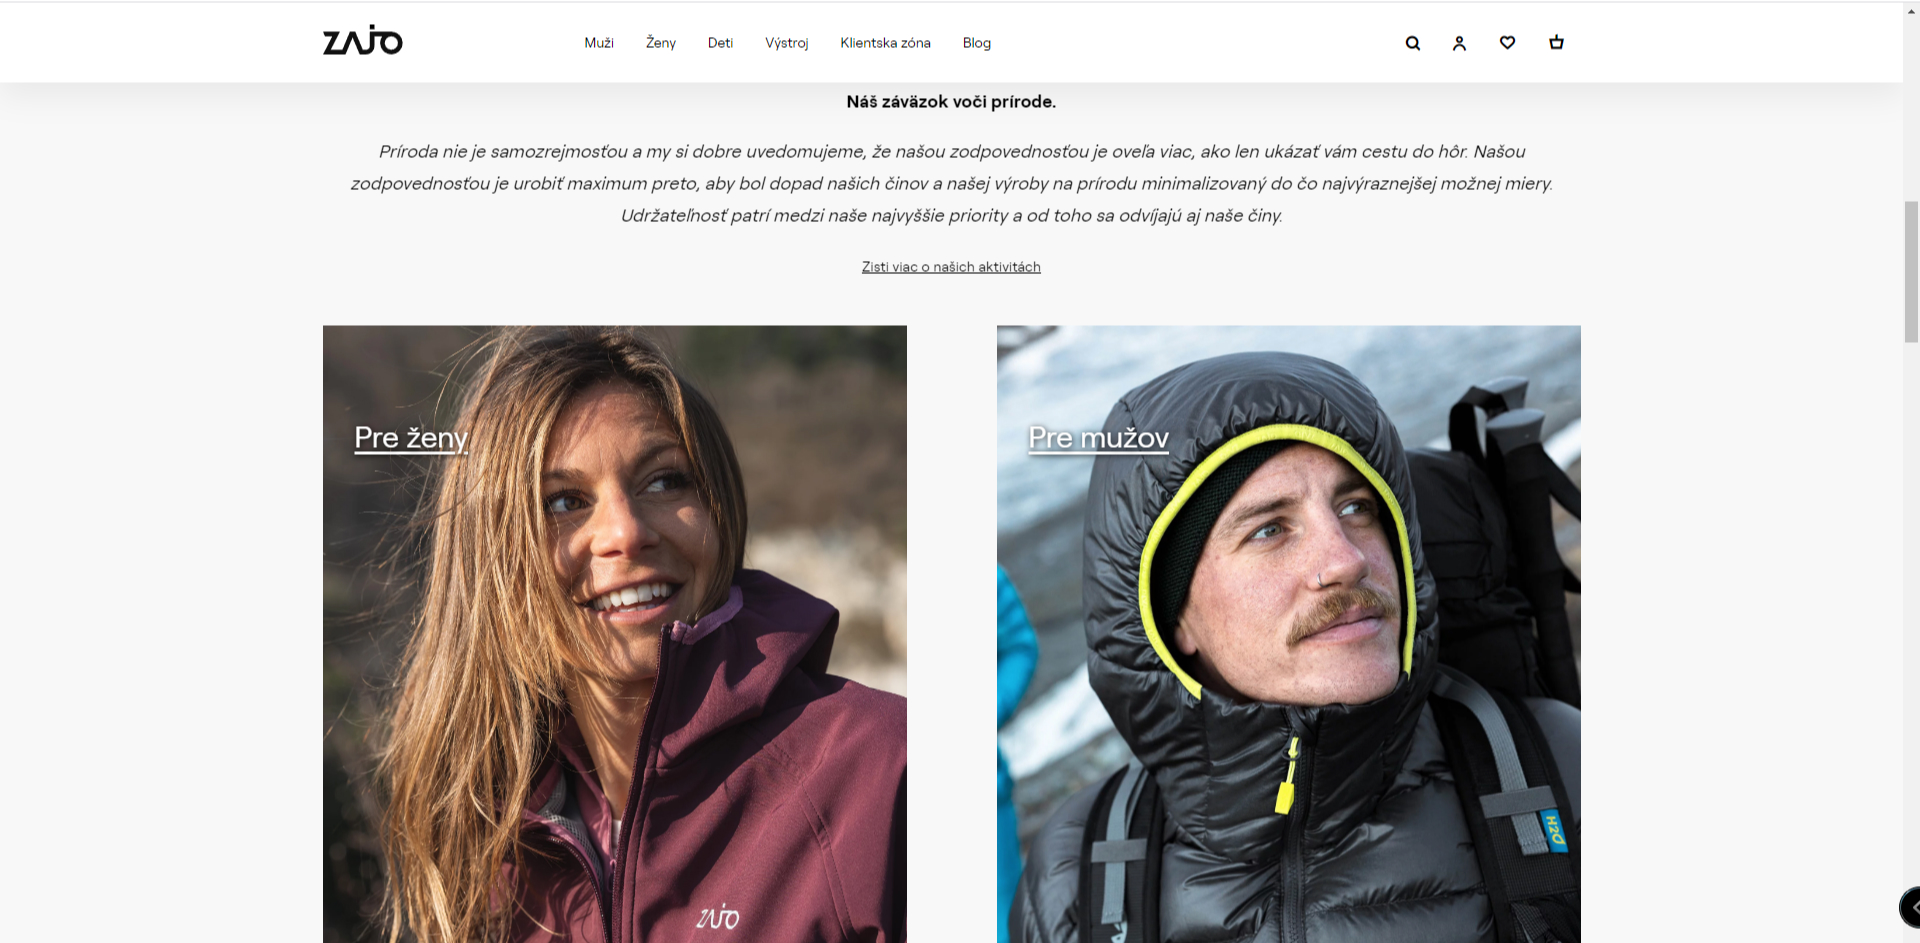 ZAJO
Muži Ženy Deti Výstroj Klientska zóna Blog
Náš záväzok voči prírode.
Príroda nie je samozrejmosťou a my si dobre uvedomujeme, že našou zodpovednosťou je oveľa viac, ako len ukázať vám cestu do hôr. Našou
zodpovednosťou je urobiť maximum preto, aby bol dopad našich činov a našej výroby na prírodu minimalizovaný do čo najvýraznejšej možnej miery.
Udržateľnosť patrí medzi naše najvyššie priority a od toho sa odvíjajú aj naše činy.
Zisti viac o našich aktivitách
Pre ženy
Pre mužov
H2O
ZAJO